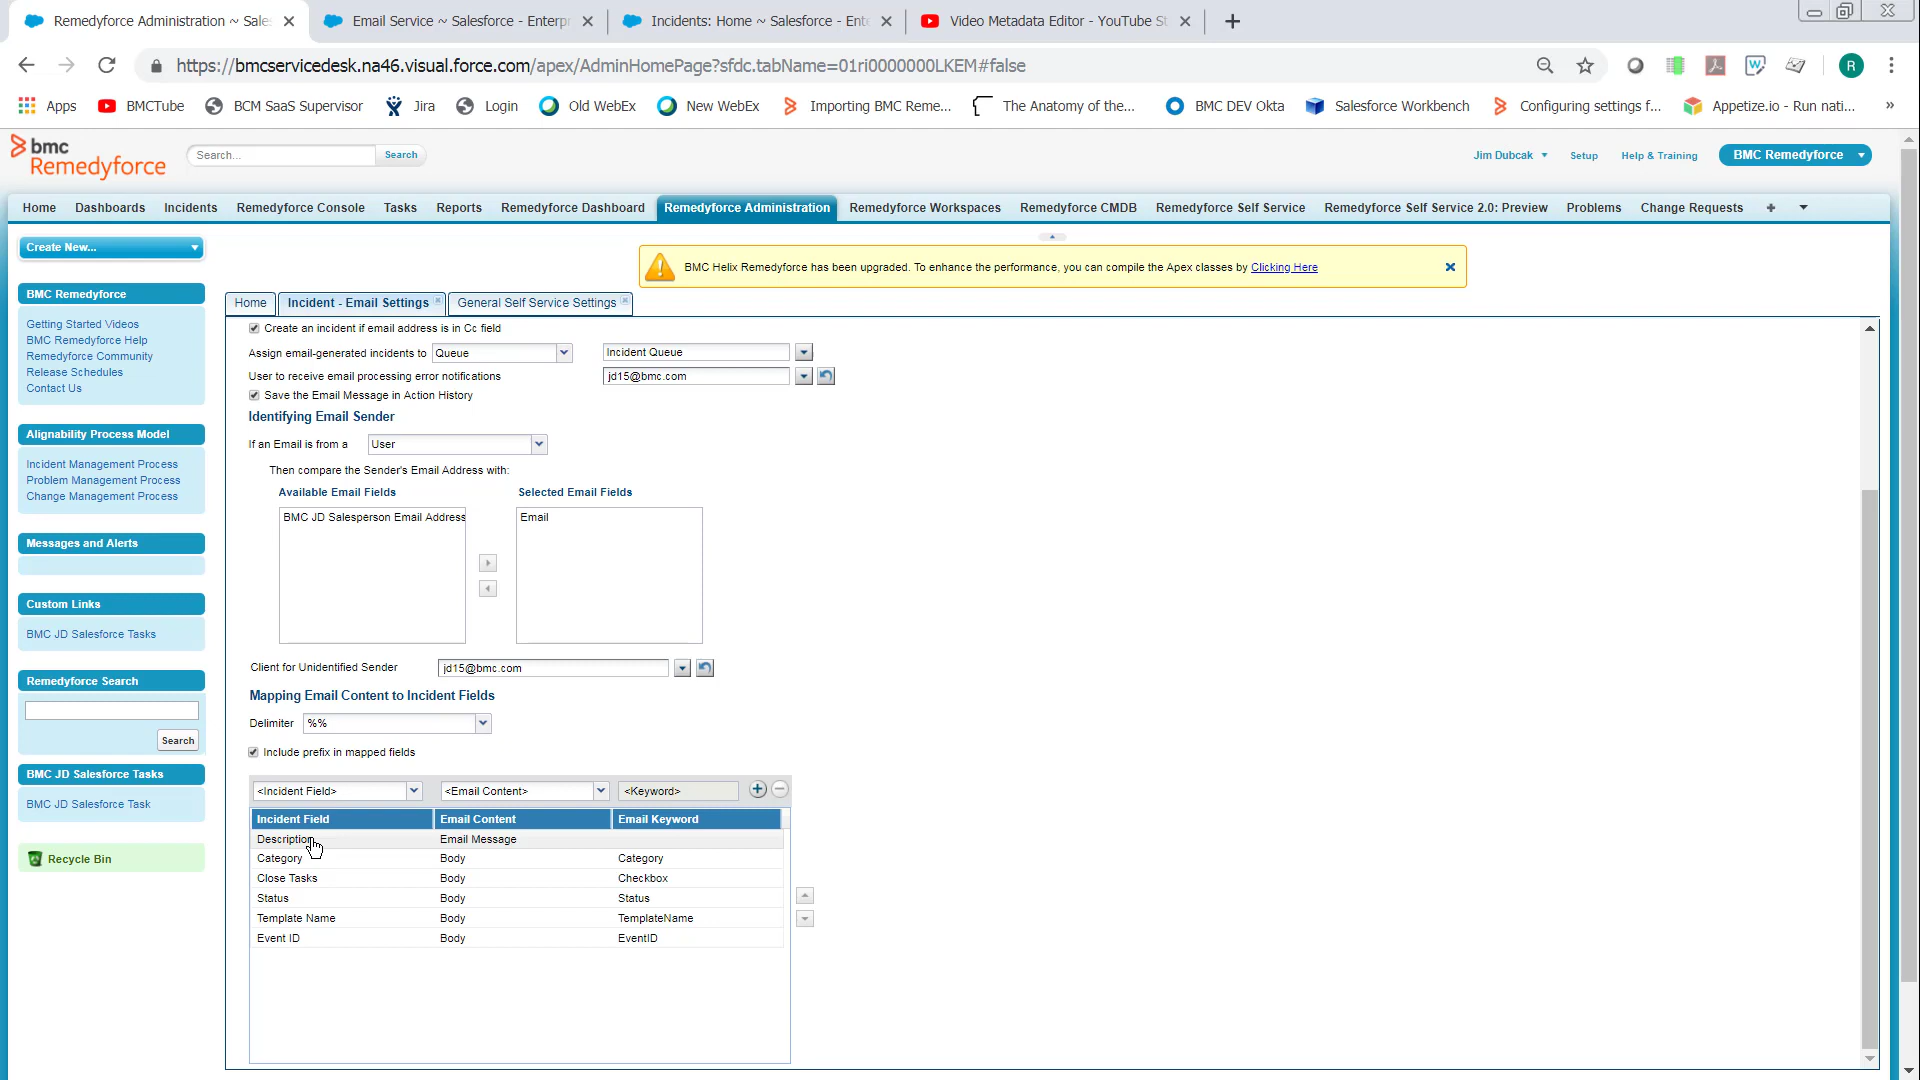 Remedyforce Administration ~ Sales
Email Service ~ Salesforce - Enterpr
Incidents: Home ~ Salesforce - Ente
Video Metadata Editor - YouTube St
https://bmcservicedesk.na46.visual.force.com/apex/AdminHomePage?sfdc.tabName=01ri0000000LKEM#false
R
Apps
BMCTube
BCM SaaS Supervisor
Jira
Login
Old WebEx
New WebEx
Importing BMC Reme...
The Anatomy of the...
BMC DEV Okta
Salesforce Workbench
Configuring settings f...
Appetize.io - Run nati...
»
bmc
Remedyforce
Search...
Search
Jim Dubcak
Setup
Help & Training
BMC Remedyforce
Home
Dashboards
Incidents
Remedyforce Console
Tasks
Reports
Remedyforce Dashboard
Remedyforce Administration
Remedyforce Workspaces
Remedyforce CMDB
Remedyforce Self Service
Remedyforce Self Service 2.0: Preview
Problems
Change Requests
Create New...
BMC Remedyforce
Getting Started Videos
BMC Remedyforce Help
Remedyforce Community
Release Schedules
Contact Us
Alignability Process Model
Incident Management Process
Problem Management Process
Change Management Process
Messages and Alerts
Custom Links
BMC JD Salesforce Tasks
Remedyforce Search
Search
BMC JD Salesforce Tasks
BMC JD Salesforce Task
Recycle Bin
BMC Helix Remedyforce has been upgraded. To enhance the performance, you can compile the Apex classes by Clicking Here
Home
Incident - Email Settings
General Self Service Settings
Create an incident if email address is in Cc field
Assign email-generated incidents to Queue Incident Queue
User to receive email processing error notifications jd15@bmc.com
Save the Email Message in Action History
Identifying Email Sender
If an Email is from a User
Then compare the Sender's Email Address with:
Available Email Fields Selected Email Fields
BMC JD Salesperson Email Address Email
Client for Unidentified Sender jd15@bmc.com
Mapping Email Content to Incident Fields
Delimiter %%
Include prefix in mapped fields
<Incident Field> <Email Content> <Keyword>
Incident Field Email Content Email Keyword
Description Email Message
Category Body Category
Close Tasks Body Checkbox
Status Body Status
Template Name Body TemplateName
Event ID Body EventID